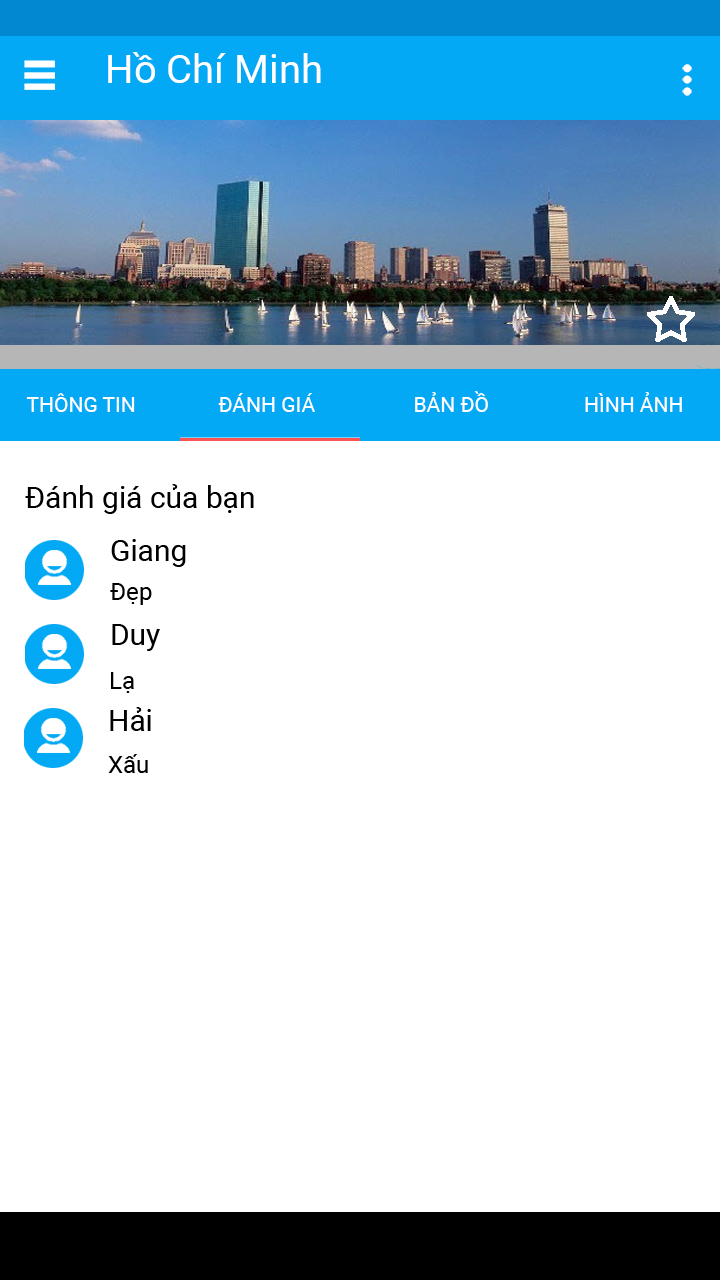 Hồ Chí Minh
THÔNG TIN ĐÁNH GIÁ BẢN ĐỒ HÌNH ẢNH
Đánh giá của bạn
Giang
Đẹp
Duy
Lạ
Hải
Xấu